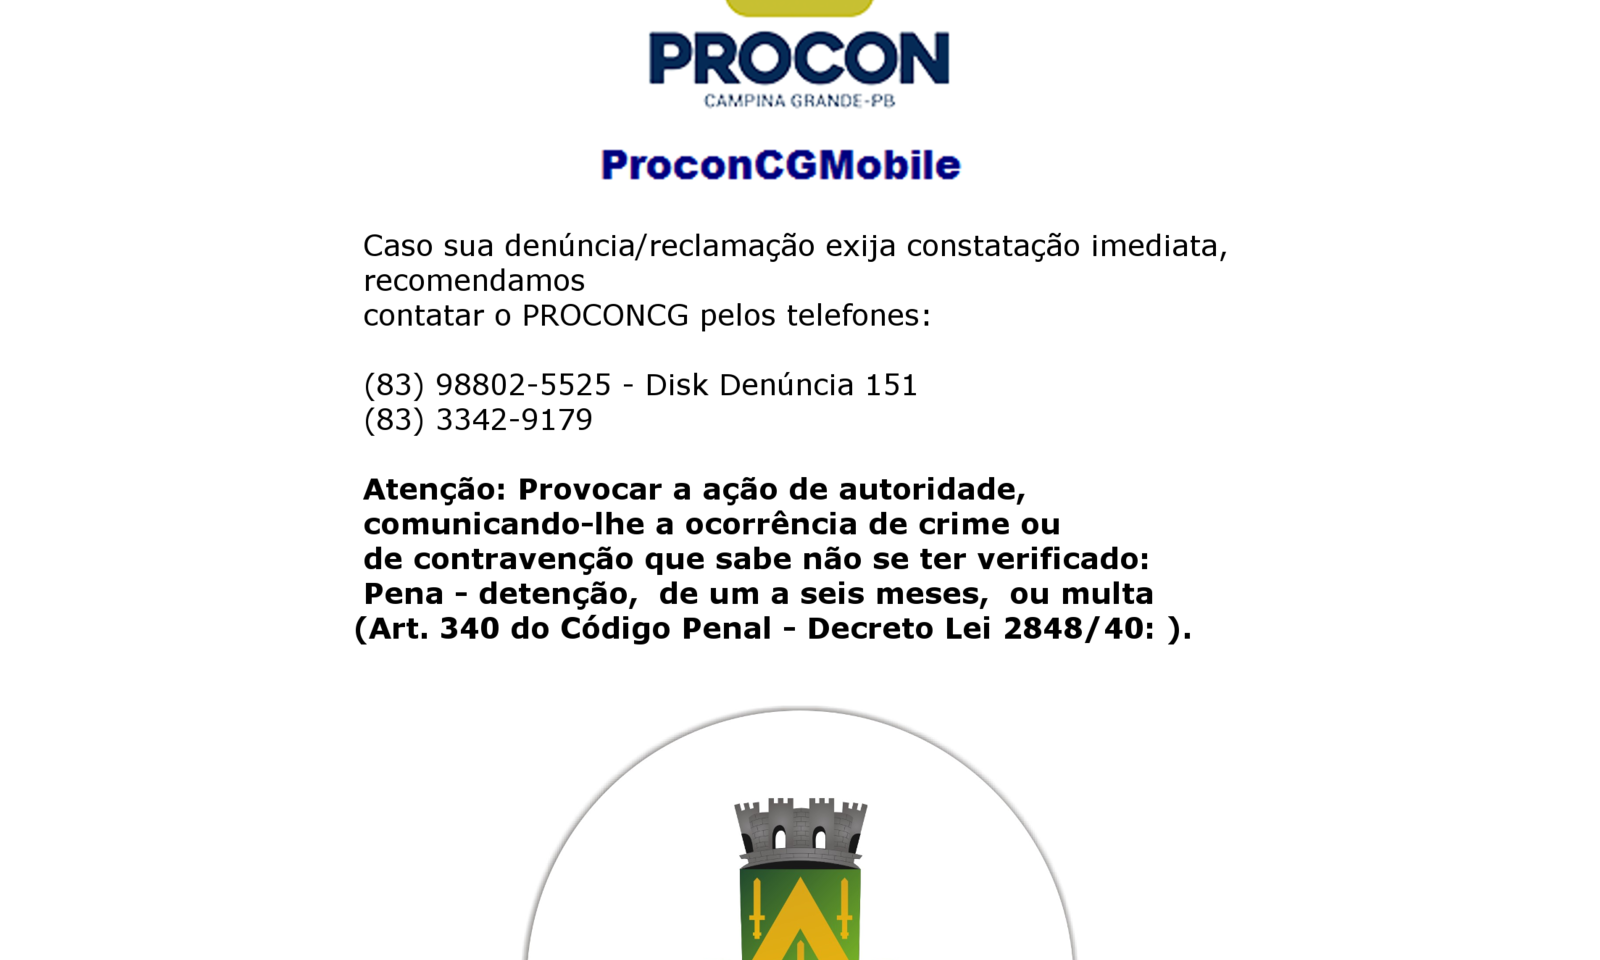 PROCON
CAMPINA GRANDE-PB
ProconCGMobile
Caso sua denúncia/reclamação exija constatação imediata,
recomendamos
contatar o PROCONCG pelos telefones:
(83) 98802-5525 - Disk Denúncia 151
(83) 3342-9179
Atenção: Provocar a ação de autoridade,
comunicando-lhe a ocorrência de crime ou
de contravenção que sabe não se ter verificado:
Pena - detenção,  de um a seis meses,  ou multa
(Art. 340 do Código Penal - Decreto Lei 2848/40: ).